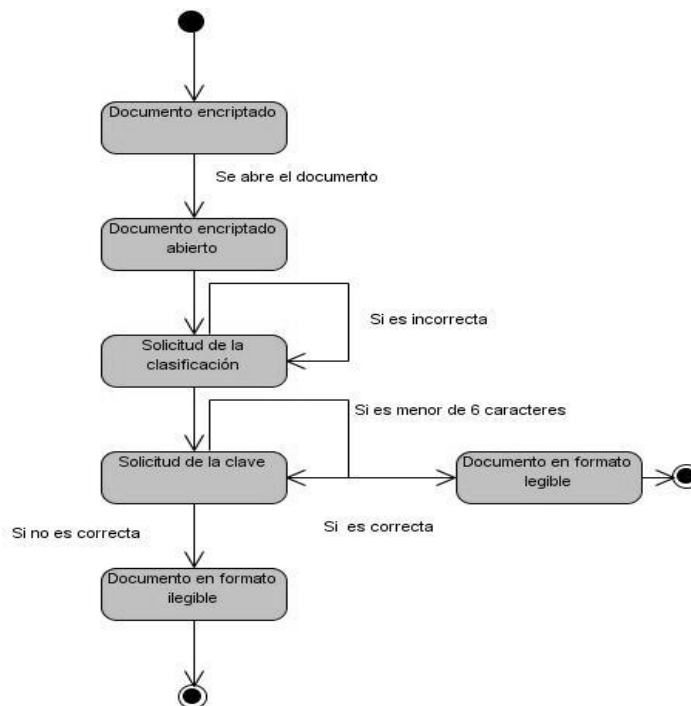 Documento encriptado
Se abre el documento
Documento encriptado
abierto
Si es incorrecta
Solicitud de la
clasificación
Si es menor de 6 caracteres
Solicitud de la clave
Documento en formato
legible
Si no es correcta
Si es correcta
Documento en formato
ilegible